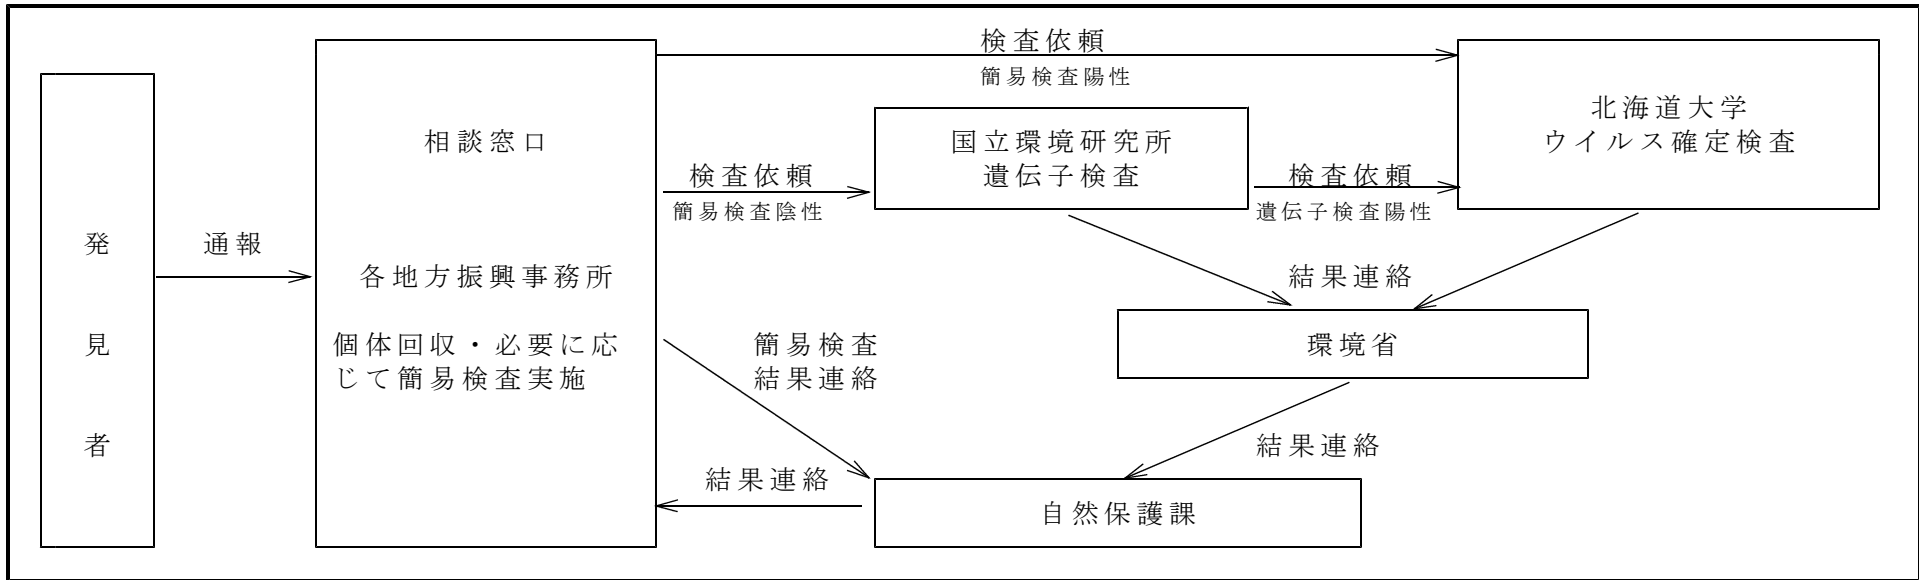 発
見
者
通報
相談窓口
各地方振興事務所
個体回収・必要に応
じて簡易検査実施
検査依頼
簡易検査陽性
検査依頼
簡易検査陰性
国立環境研究所
遺伝子検査
検査依頼
遺伝子検査陽性
北海道大学
ウイルス確定検査
結果連絡
環境省
簡易検査
結果連絡
結果連絡
結果連絡
自然保護課